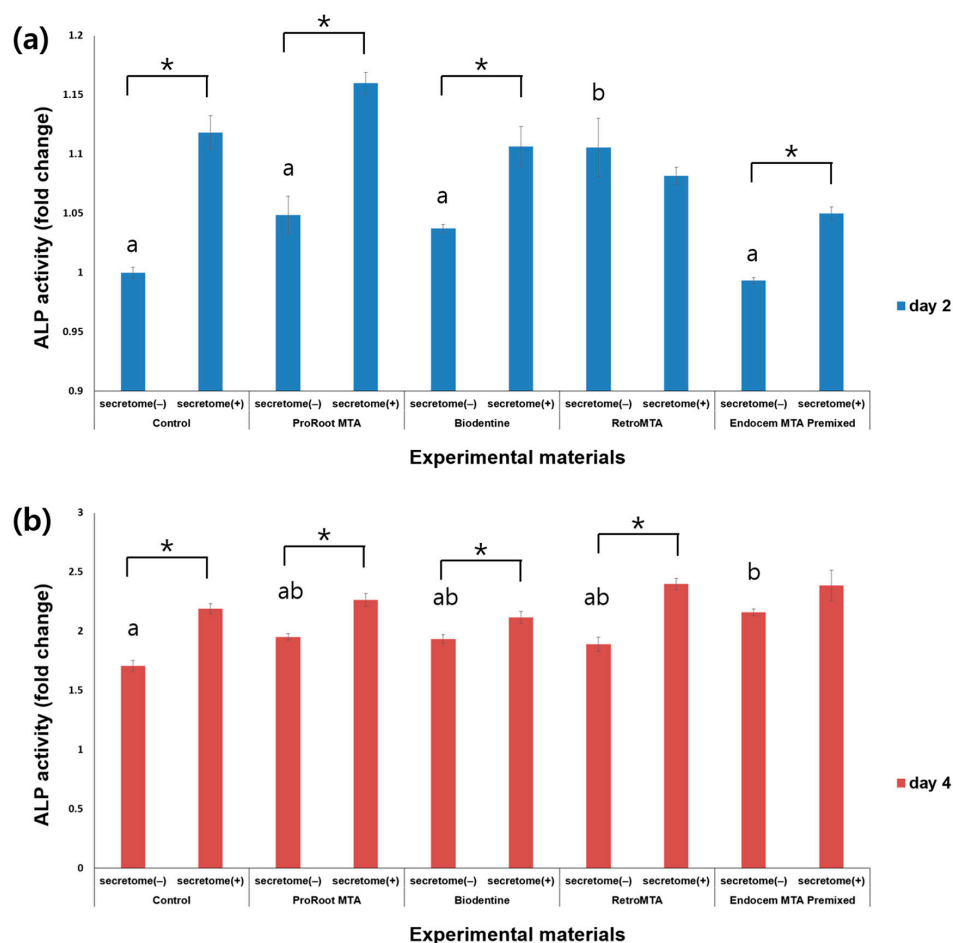 (a)
ALP activity (fold change)
1.2
1.15
1.1
1.05
1
0.95
0.9
* * * b *
a a a a
secretome(–) secretome(+) secretome(–) secretome(+) secretome(–) secretome(+) secretome(–) secretome(+) secretome(–) secretome(+)
Control ProRoot MTA Biodentine RetroMTA Endocem MTA Premixed
Experimental materials
day 2
(b)
ALP activity (fold change)
3
2.5
2
1.5
1
0.5
0
* * * *
a ab ab ab b
secretome(–) secretome(+) secretome(–) secretome(+) secretome(–) secretome(+) secretome(–) secretome(+) secretome(–) secretome(+)
Control ProRoot MTA Biodentine RetroMTA Endocem MTA Premixed
Experimental materials
day 4